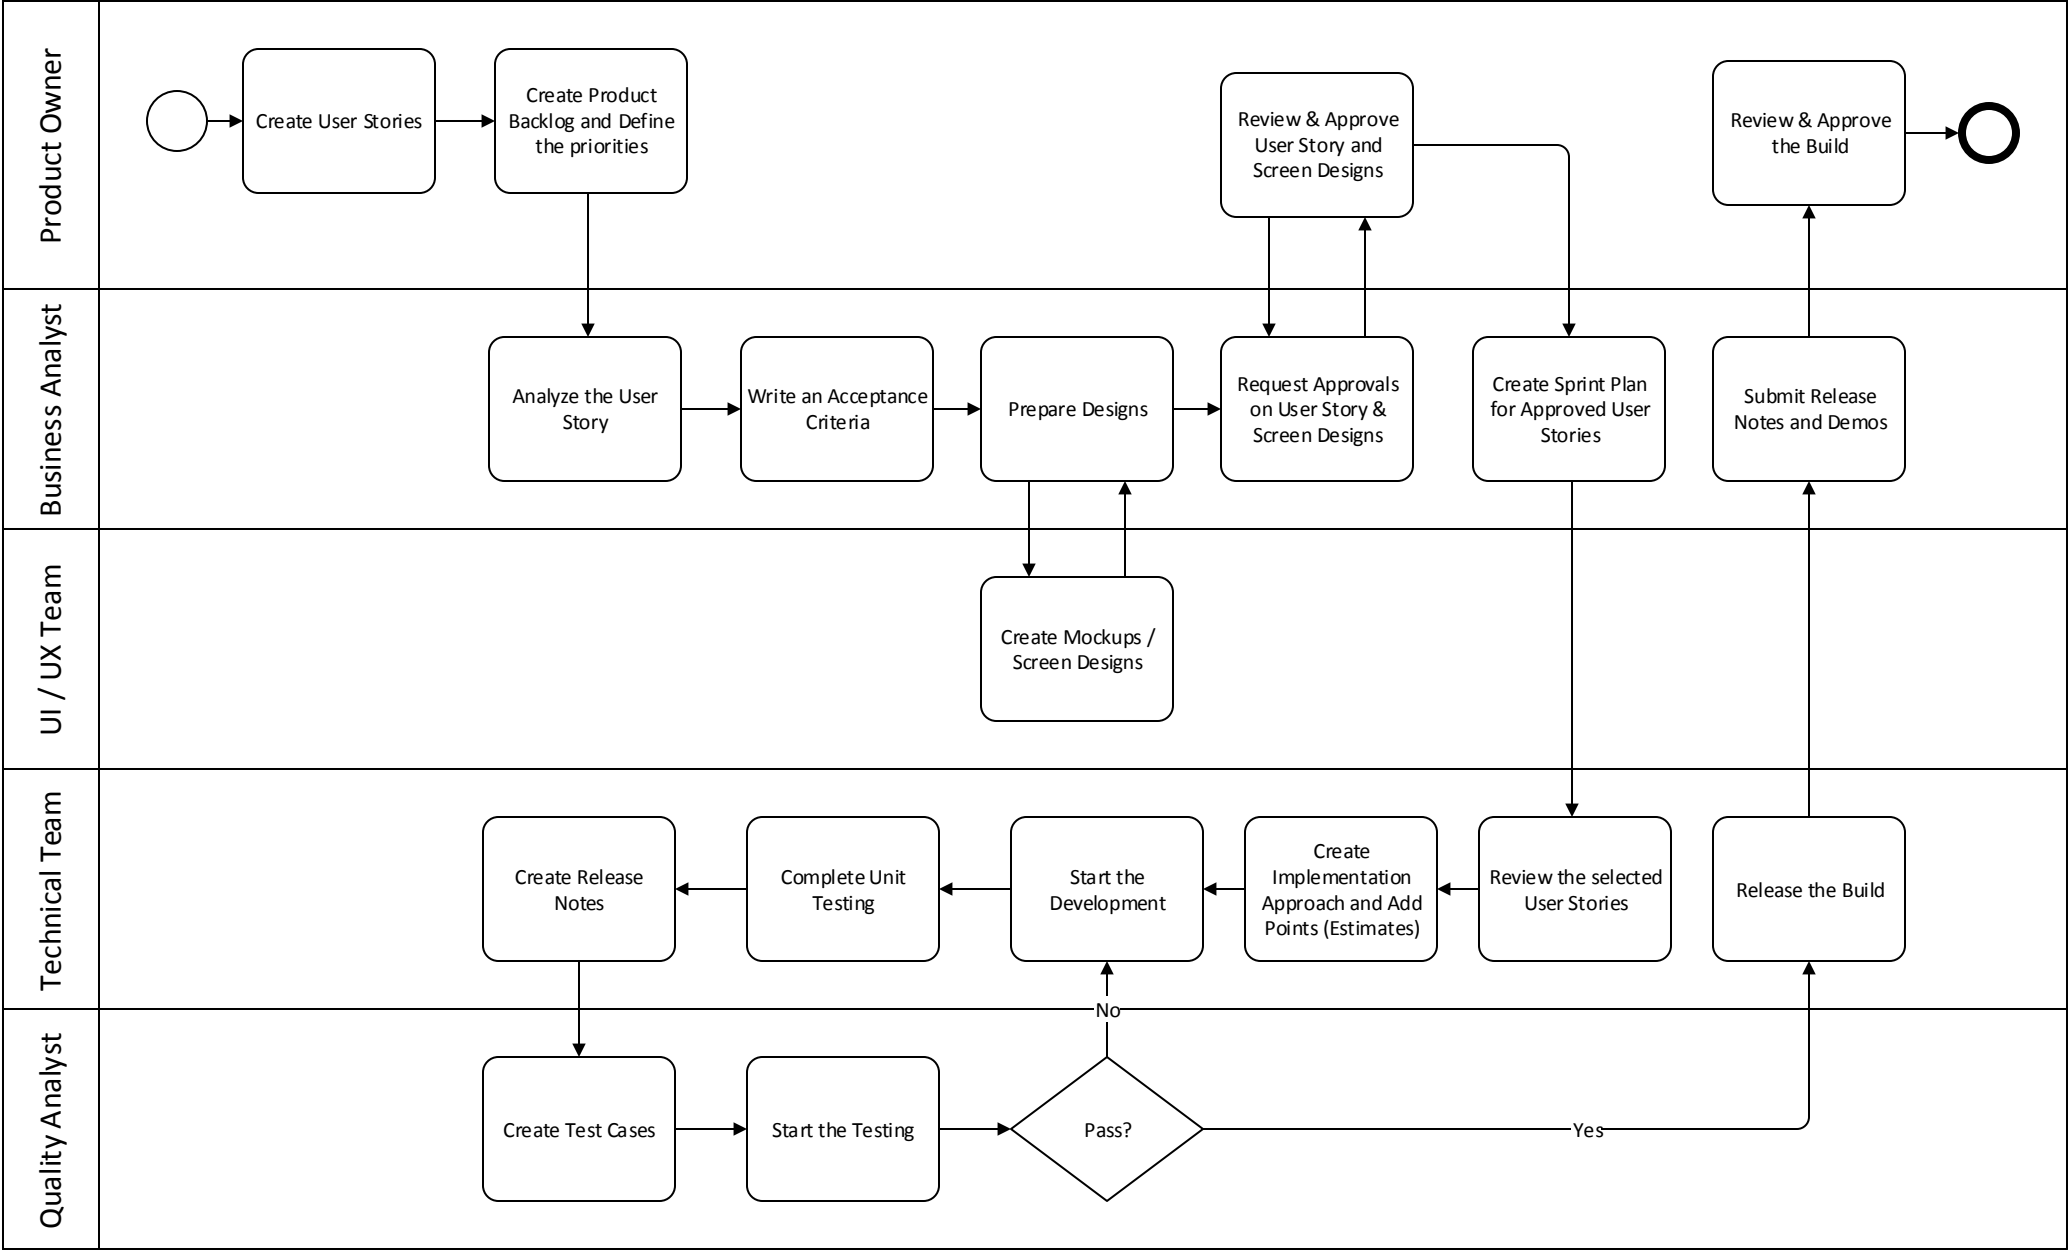 Product Owner
Create User Stories
Create Product
Backlog and Define
the priorities
Review & Approve
User Story and
Screen Designs
Review & Approve
the Build
Business Analyst
Analyze the User
Story
Write an Acceptance
Criteria
Prepare Designs
Request Approvals
on User Story &
Screen Designs
Create Sprint Plan
for Approved User
Stories
Submit Release
Notes and Demos
UI / UX Team
Create Mockups /
Screen Designs
Technical Team
Create Release
Notes
Complete Unit
Testing
Start the
Development
Create
Implementation
Approach and Add
Points (Estimates)
Review the selected
User Stories
Release the Build
No
Quality Analyst
Create Test Cases
Start the Testing
Pass?
Yes